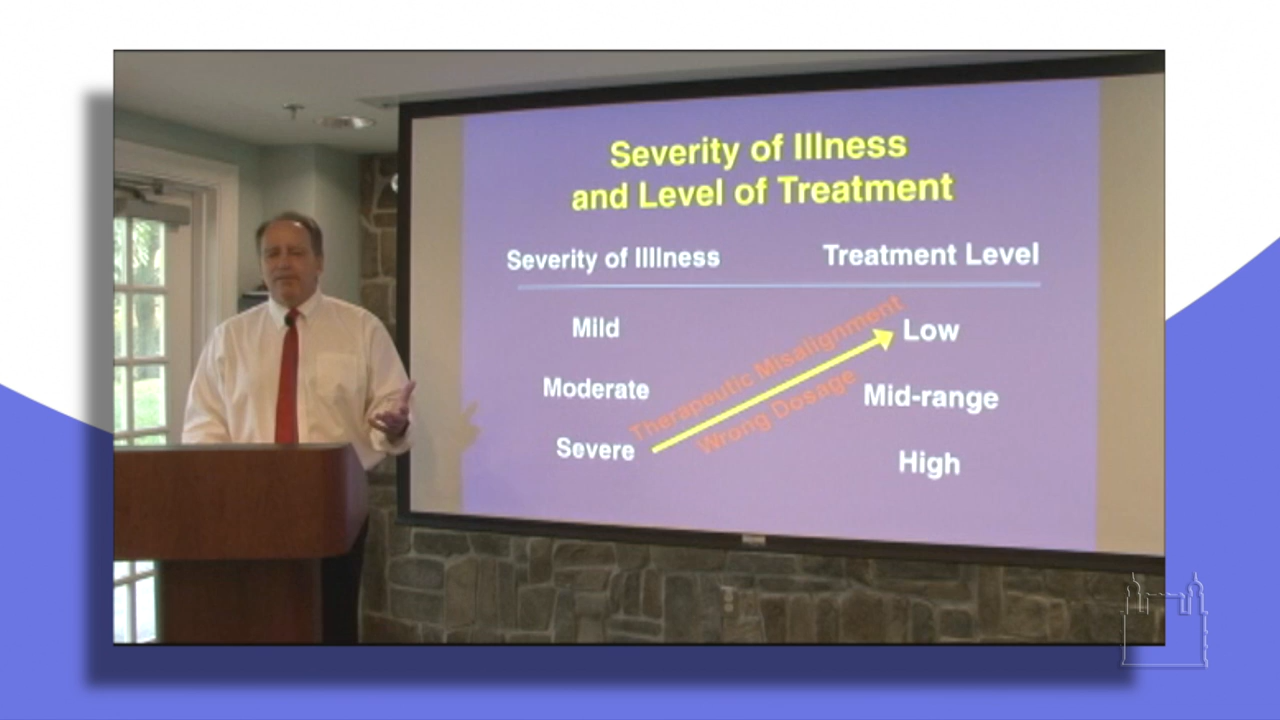 Severity of Illness
and Level of Treatment
Severity of Illlness Treatment Level
Mild Low
Moderate Mid-range
Severe High
Therapeutic Misalignment
Wrong Dosage